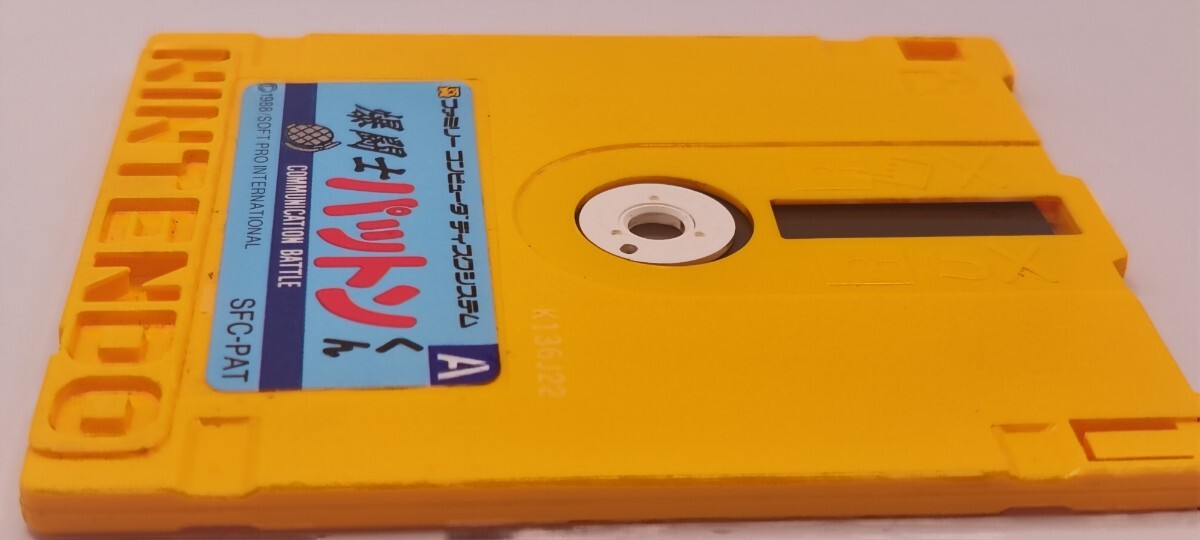 NINTENDO
ファミリーコンピュータ ディスクシステム
爆闘士
パットン
くん
COMMUNICATION BATTLE
©1988/SOFT PRO INTERNATIONAL
SFC-PAT
A
K136J22